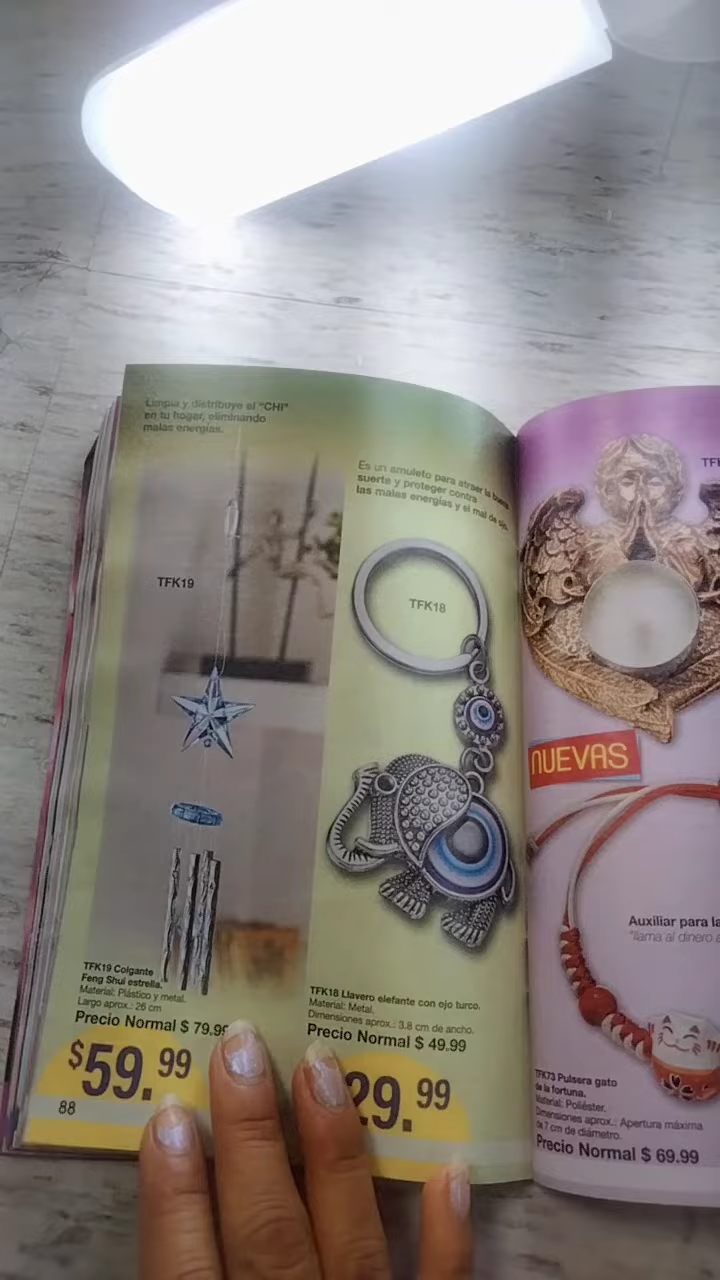 Limpia y distribuye el "CHI"
en tu hogar, eliminando
malas energías.
TFK19
TFK19 Colgante
Feng Shui estrella.
Material: Plástico y metal.
Largo aprox.: 26 cm
Precio Normal $ 79.99
$59.99
88
Es un amuleto para atraer la buena
suerte y proteger contra
las malas energías y el mal de ojo.
TFK18
TFK18 Llavero elefante con ojo turco.
Material: Metal.
Dimensiones aprox.: 3.8 cm de ancho.
Precio Normal $ 49.99
29.99
NUEVAS
Auxiliar para
"llama al dinero
TFK73 Pulsera gato
de la fortuna.
Material: Poliéster.
Dimensiones aprox.: Apertura máxima
de 7 cm de diámetro.
Precio Normal $ 69.99